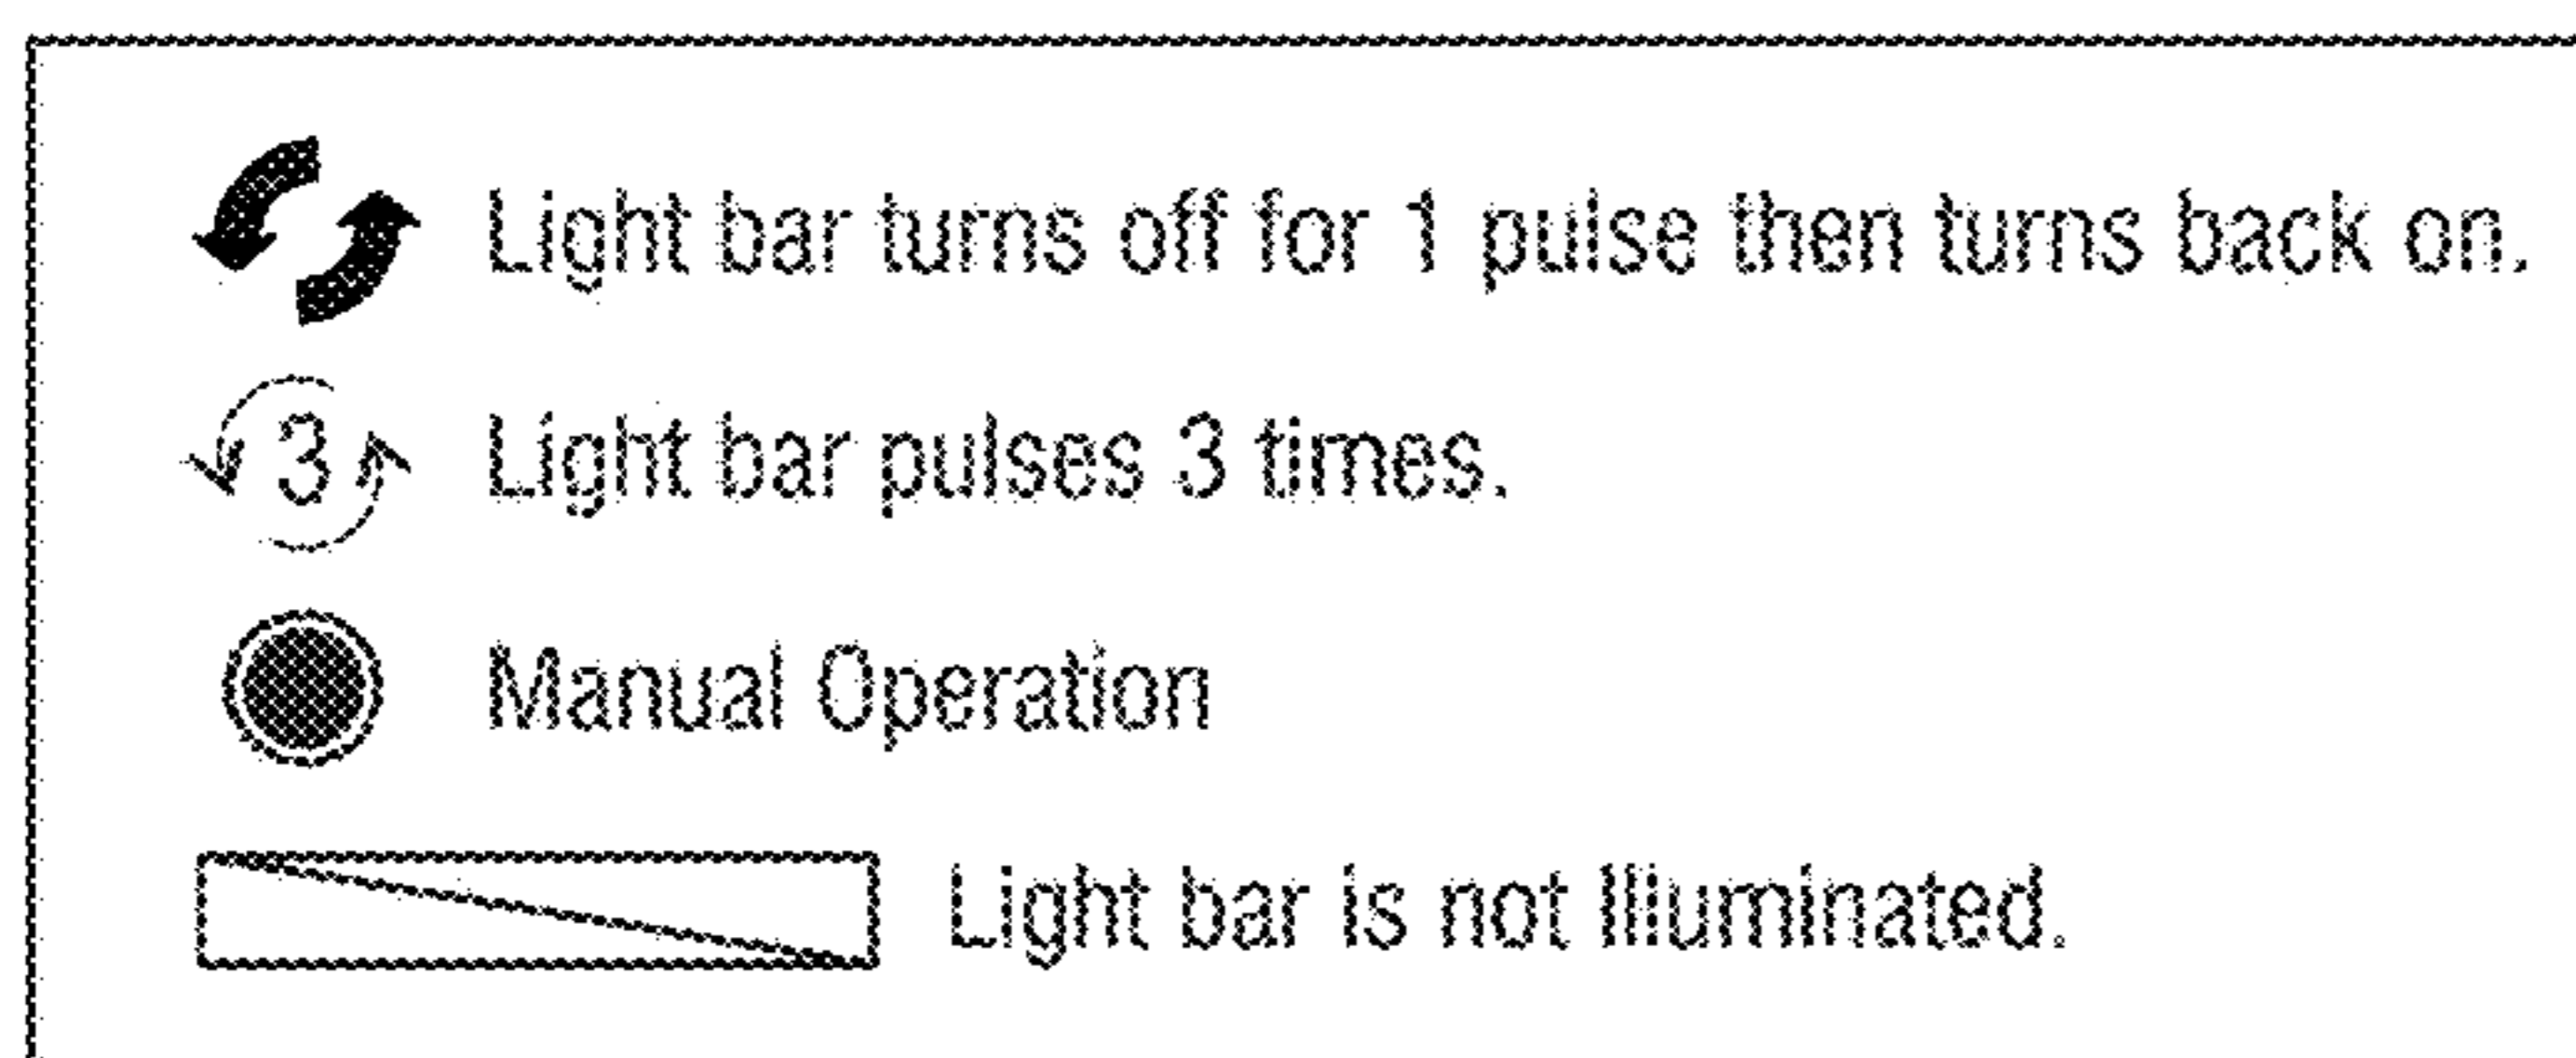 Light bar turns off for 1 pulse then turns back on.
3 Light bar pulses 3 times.
Manual Operation
Light bar is not Illuminated.